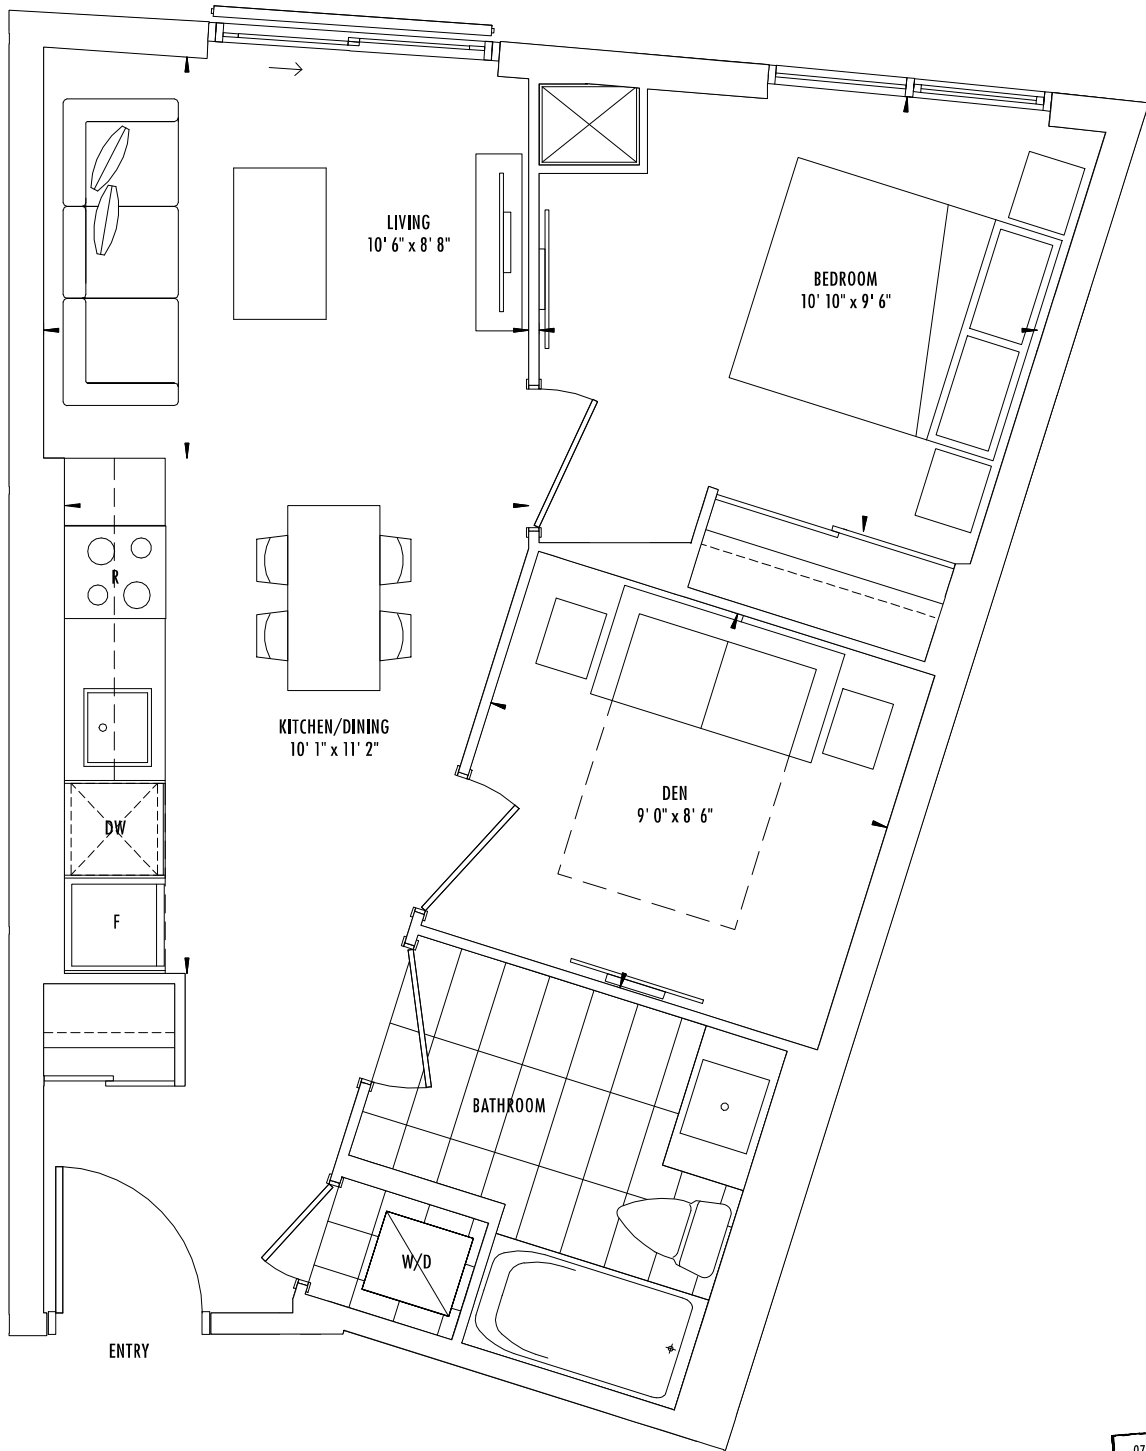 LIVING
10' 6" x 8' 8"
BEDROOM
10' 10" x 9' 6"
R
KITCHEN/DINING
10' 1" x 11' 2"
DEN
9' 0" x 8' 6"
DW
F
BATHROOM
W/D
ENTRY
07